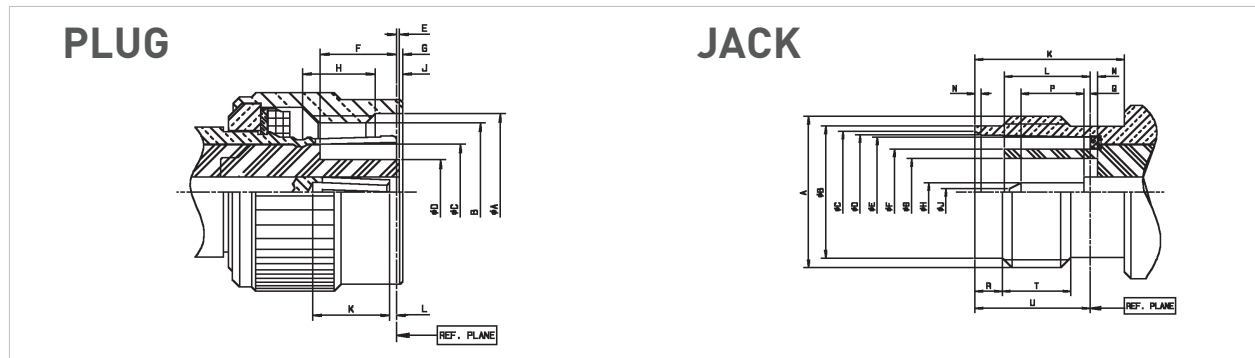 PLUG
E
F
G
H
J
øD
øC
B
øA
K
L
REF. PLANE
JACK
K
L
M
N
P
Q
A
øB
øC
øD
øE
øF
øG
øH
øJ
R
T
U
REF. PLANE